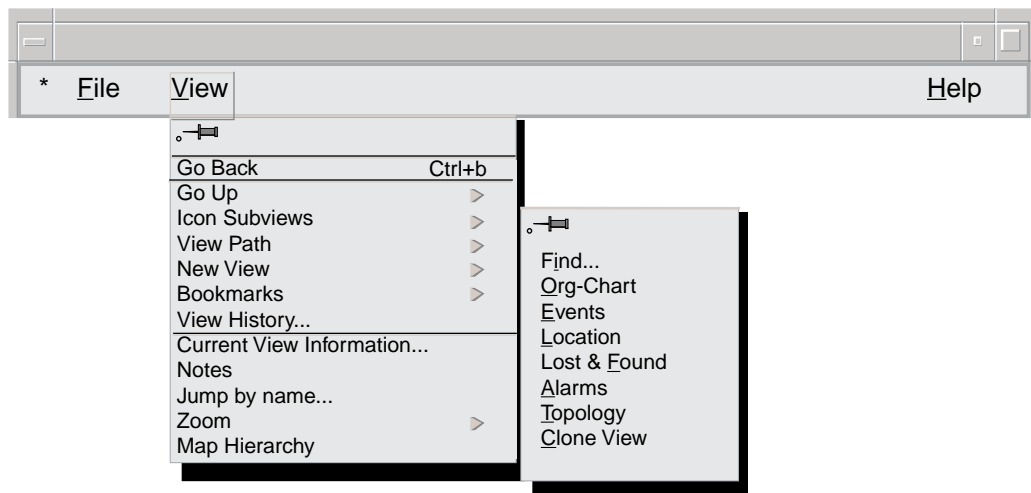 * File View Help
Go Back Ctrl+b
Go Up
Icon Subviews
View Path
New View
Bookmarks
View History...
Current View Information...
Notes
Jump by name...
Zoom
Map Hierarchy
Find...
Org-Chart
Events
Location
Lost & Found
Alarms
Topology
Clone View